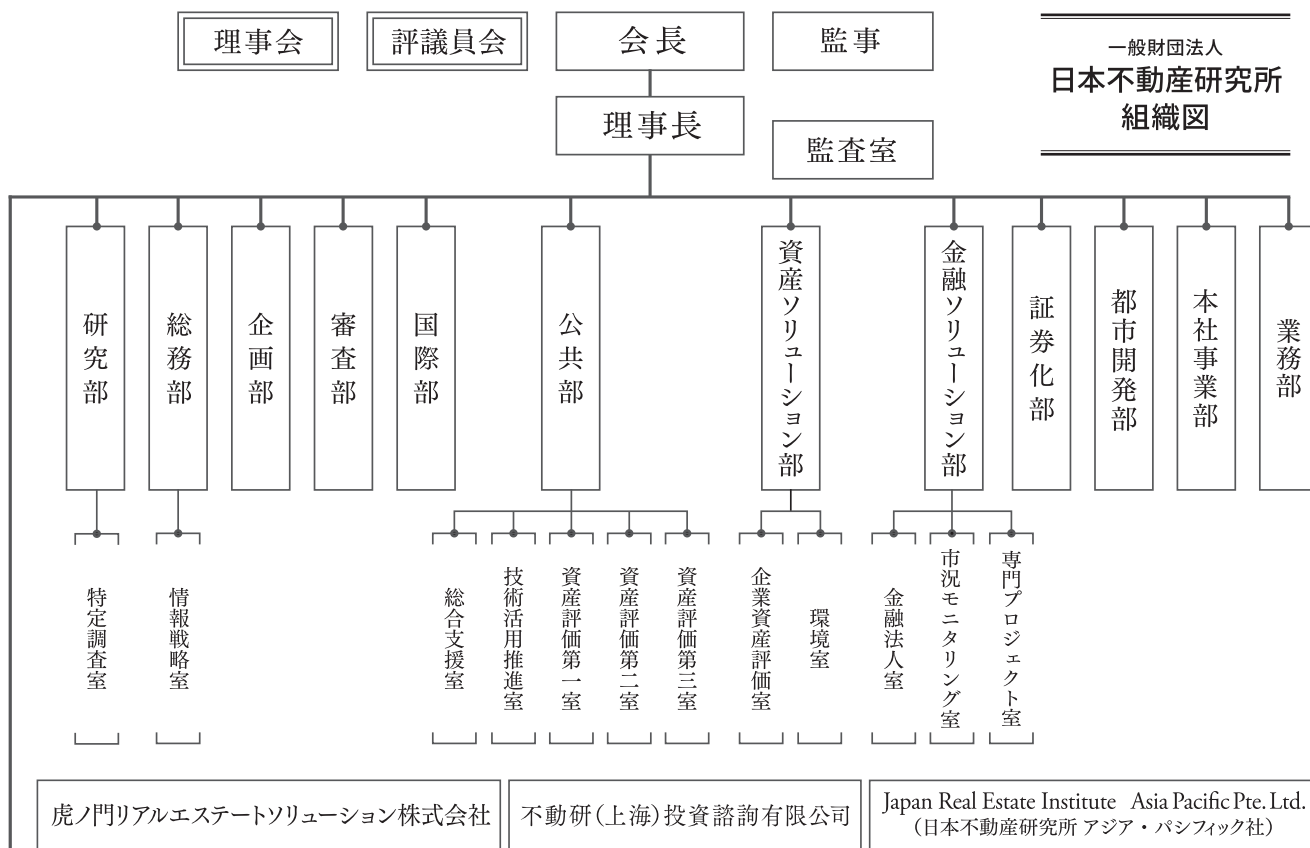 理事会
評議員会
会長
監事
一般財団法人
日本不動産研究所
組織図
理事長
監査室
研究部
総務部
企画部
審査部
国際部
公共部
資産ソリューション部
金融ソリューション部
証券化部
都市開発部
本社事業部
業務部
特定調査室
情報戦略室
総合支援室
技術活用推進室
資産評価第一室
資産評価第二室
資産評価第三室
企業資産評価室
環境室
金融法人室
市況モニタリング室
専門プロジェクト室
虎ノ門リアルエステートソリューション株式会社
不動研(上海)投資諮詢有限公司
Japan Real Estate Institute Asia Pacific Pte. Ltd.
(日本不動産研究所 アジア・パシフィック社)